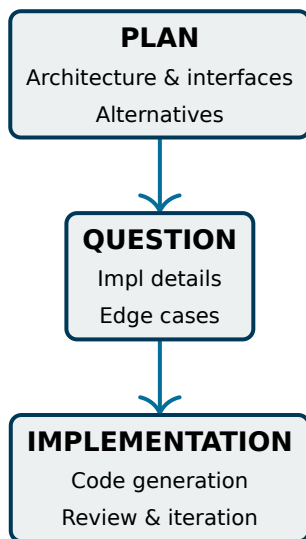 PLAN
Architecture & interfaces
Alternatives
QUESTION
Impl details
Edge cases
IMPLEMENTATION
Code generation
Review & iteration